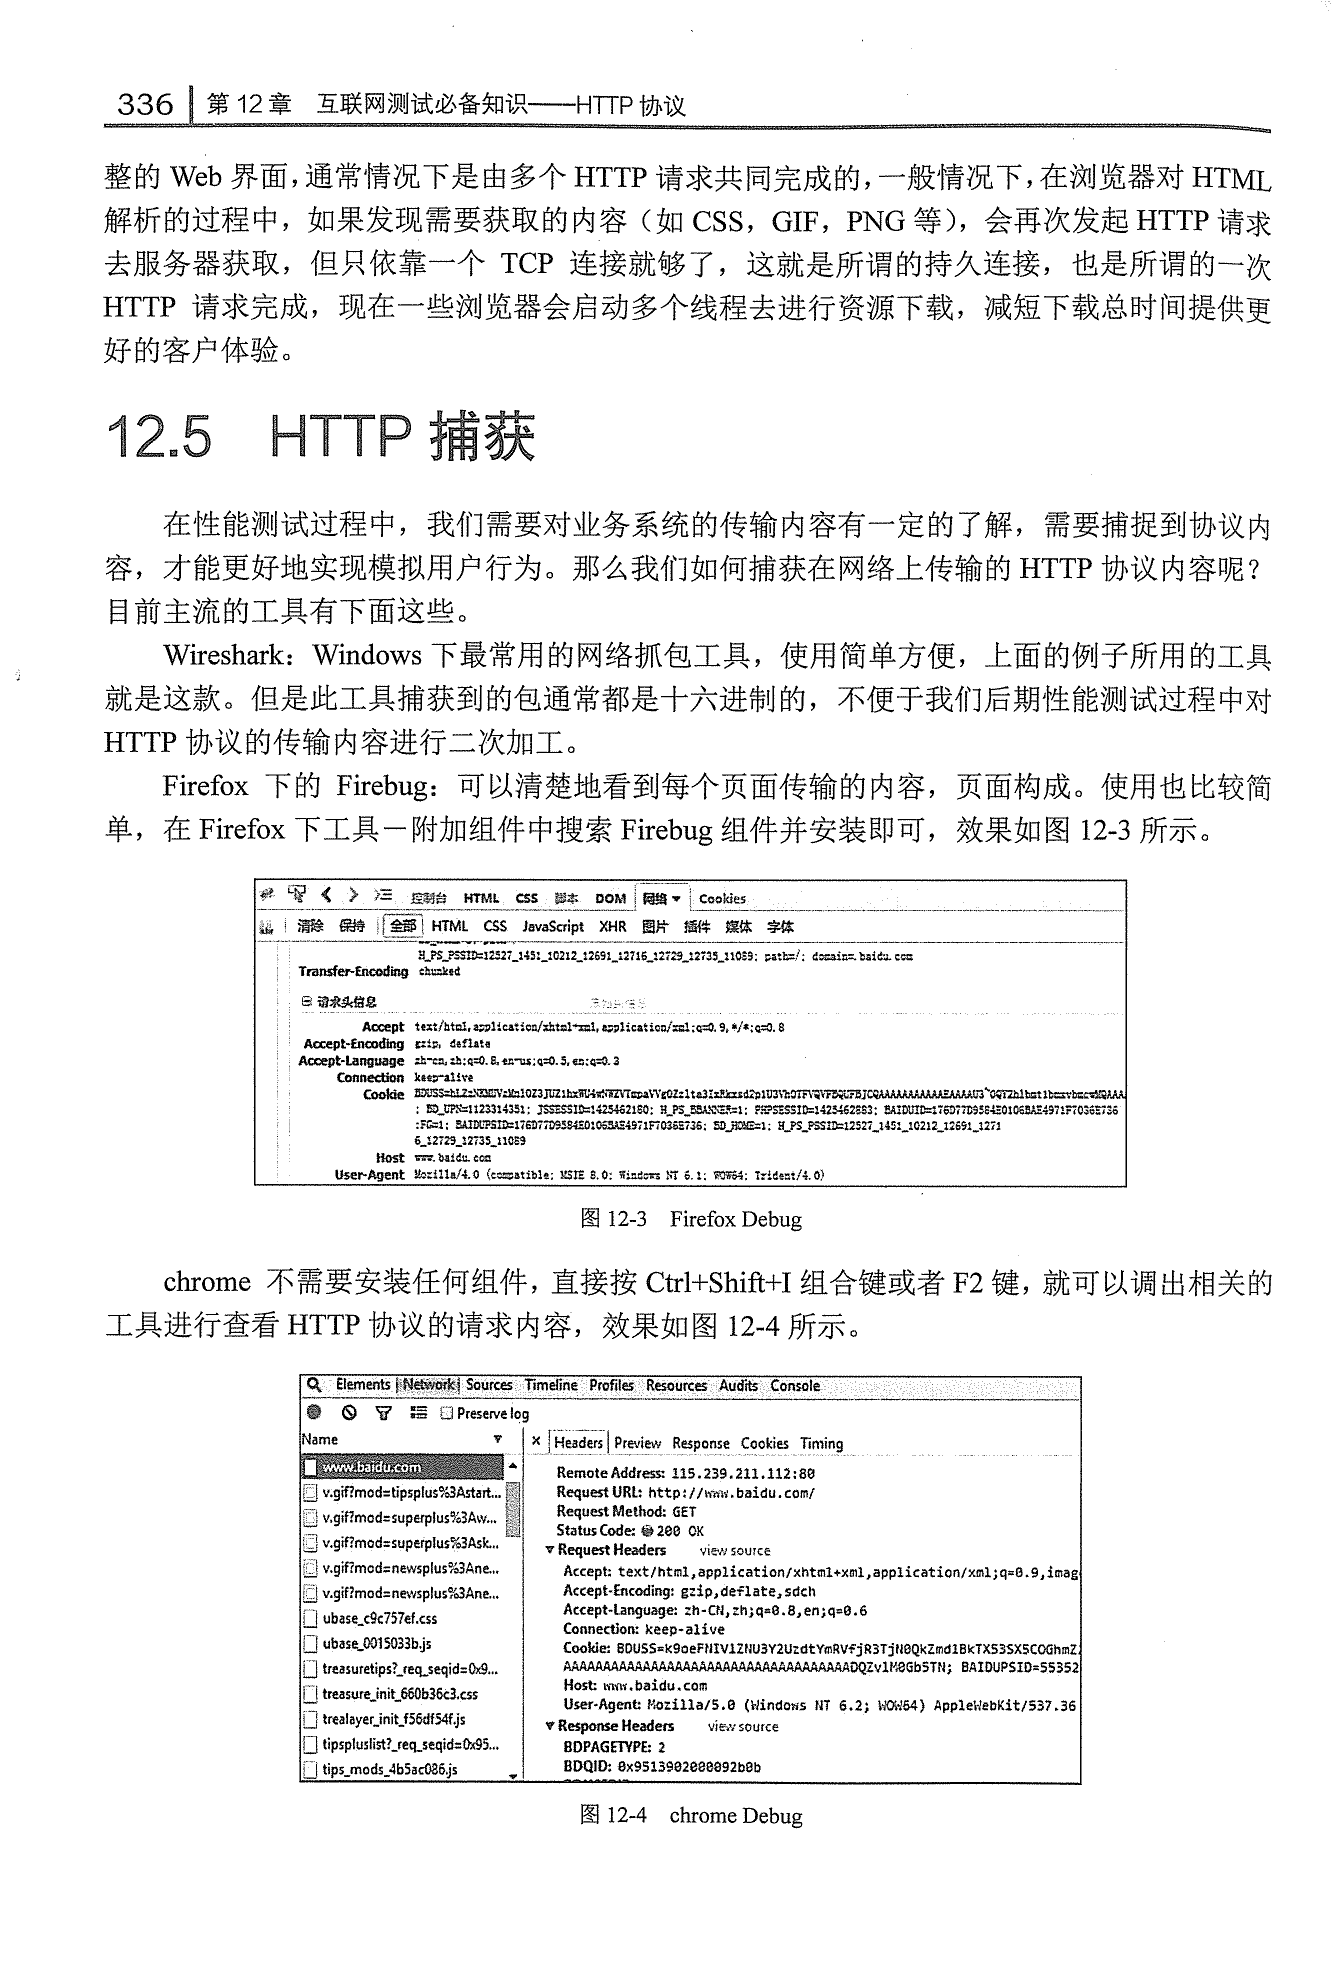 336 第 12 章 互联网测试必备知识——HTTP 协议
整的 Web 界面，通常情况下是由多个 HTTP 请求共同完成的，一般情况下，在浏览器对 HTML
解析的过程中，如果发现需要获取的内容（如 CSS，GIF，PNG 等），会再次发起 HTTP 请求
去服务器获取，但只依靠一个 TCP 连接就够了，这就是所谓的持久连接，也是所谓的一次
HTTP 请求完成，现在一些浏览器会启动多个线程去进行资源下载，减短下载总时间提供更
好的客户体验。
12.5 HTTP 捕获
在性能测试过程中，我们需要对业务系统的传输内容有一定的了解，需要捕捉到协议内
容，才能更好地实现模拟用户行为。那么我们如何捕获在网络上传输的 HTTP 协议内容呢？
目前主流的工具有下面这些。
Wireshark：Windows 下最常用的网络抓包工具，使用简单方便，上面的例子所用的工具
就是这款。但是此工具捕获到的包通常都是十六进制的，不便于我们后期性能测试过程中对
HTTP 协议的传输内容进行二次加工。
Firefox 下的 Firebug：可以清楚地看到每个页面传输的内容，页面构成。使用也比较简
单，在 Firefox 下工具－附加组件中搜索 Firebug 组件并安装即可，效果如图 12-3 所示。
控制台 HTML CSS 脚本 DOM 网络 Cookies
清除 保持 全部 HTML CSS JavaScript XHR 图片 插件 媒体 字体
H_PS_PSSID=12527_1451_10212_12691_12716_12729_12735_11089; path=/; domain=.baidu.com
Transfer-Encoding chunked
请求头信息
Accept text/html,application/xhtml+xml,application/xml;q=0.9,*/*;q=0.8
Accept-Encoding gzip, deflate
Accept-Language zh-cn,zh;q=0.8,en-us;q=0.5,en;q=0.3
Connection keep-alive
Cookie
: BD_UPN=1123314351; JSSESSID=1425462180; H_PS_BBANNER=1; PHPSESSID=1425462883; BAIDUID=176D77D9584E0106BAE4971F7036E736
:FG=1; BAIDUPSID=176D77D9584E0106BAE4971F7036E736; BD_HOME=1; H_PS_PSSID=12527_1451_10212_12691_1271
6_12729_12735_11089
Host www.baidu.com
User-Agent Mozilla/4.0 (compatible; MSIE 8.0; Windows NT 6.1; WOW64; Trident/4.0)
图 12-3 Firefox Debug
chrome 不需要安装任何组件，直接按 Ctrl+Shift+I 组合键或者 F2 键，就可以调出相关的
工具进行查看 HTTP 协议的请求内容，效果如图 12-4 所示。
Elements Network Sources Timeline Profiles Resources Audits Console
Preserve log
Name
× Headers Preview Response Cookies Timing
www.baidu.com
v.gif?mod=tipsplus%3Astart...
v.gif?mod=superplus%3Aw...
v.gif?mod=superplus%3Ask...
v.gif?mod=newsplus%3Ane...
v.gif?mod=newsplus%3Ane...
ubase_c9c757ef.css
ubase_0015033b.js
treasuretips?_req_seqid=0x9...
treasure_init_660b36c3.css
trealayer_init_f56df54f.js
tipspluslist?_req_seqid=0x95...
tips_mods_4b5ac086.js
Remote Address: 115.239.211.112:80
Request URL: http://www.baidu.com/
Request Method: GET
Status Code: 200 OK
Request Headers view source
Accept: text/html,application/xhtml+xml,application/xml;q=0.9,imag
Accept-Encoding: gzip,deflate,sdch
Accept-Language: zh-CN,zh;q=0.8,en;q=0.6
Connection: keep-alive
Cookie: BDUSS=k9oeFNIV1ZNU3Y2UzdtYmRVfjR3TjN0QkZmd1BkTXS3SX5COGhmZ
AAAAAAAAAAAAAAAAAAAAAAAAAAAAAAAAAAAAADQZv1M0Gb5TN; BAIDUPSID=55352
Host: www.baidu.com
User-Agent: Mozilla/5.0 (Windows NT 6.2; WOW64) AppleWebKit/537.36
Response Headers view source
BDPAGETYPE: 2
BDQID: 0x9513902000092b0b
图 12-4 chrome Debug